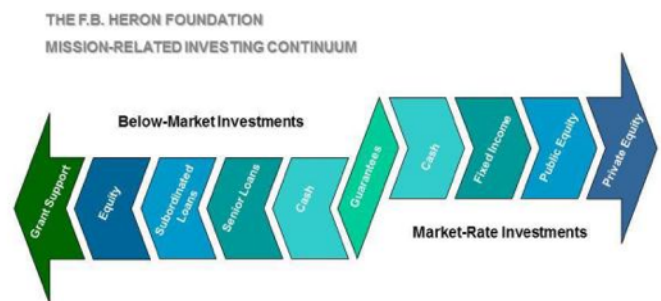 THE F.B. HERON FOUNDATION
MISSION-RELATED INVESTING CONTINUUM
Below-Market Investments
Grant Support
Equity
Subordinated
Loans
Senior Loans
Cash
Guarantees
Cash
Fixed Income
Public Equity
Private Equity
Market-Rate Investments